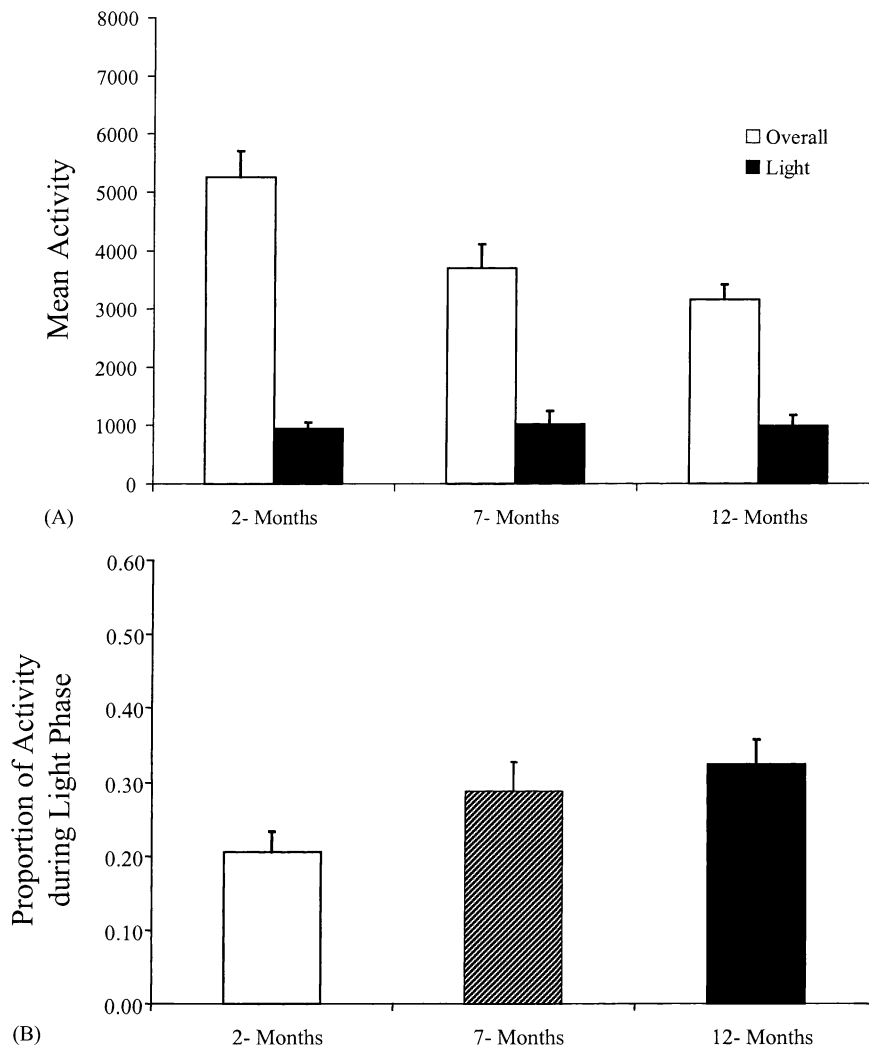 8000
7000
6000
5000
4000
3000
2000
1000
0
Mean Activity
Overall
Light
(A)
2- Months
7- Months
12- Months
0.60
0.50
0.40
0.30
0.20
0.10
0.00
Proportion of Activity
during Light Phase
(B)
2- Months
7- Months
12- Months